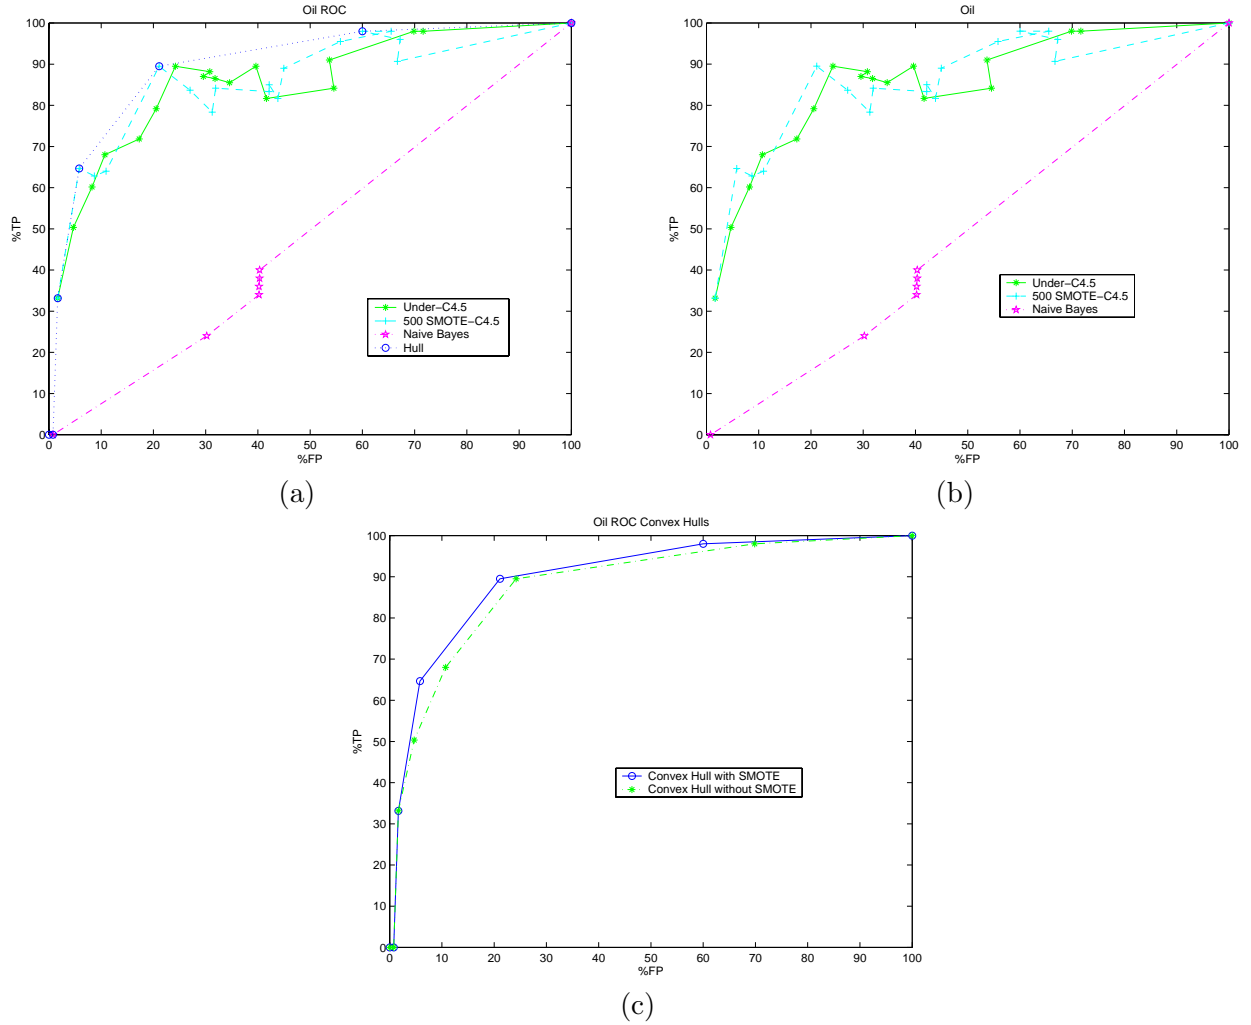 Oil ROC
100
90
80
70
60
50
40
30
20
10
0
%TP
Under-C4.5
500 SMOTE-C4.5
Naive Bayes
Hull
0 10 20 30 40 50 60 70 80 90 100
%FP
(a)
Oil
100
90
80
70
60
50
40
30
20
10
0
%TP
Under-C4.5
500 SMOTE-C4.5
Naive Bayes
0 10 20 30 40 50 60 70 80 90 100
%FP
(b)
Oil ROC Convex Hulls
100
90
80
70
60
50
40
30
20
10
0
%TP
Convex Hull with SMOTE
Convex Hull without SMOTE
0 10 20 30 40 50 60 70 80 90 100
%FP
(c)